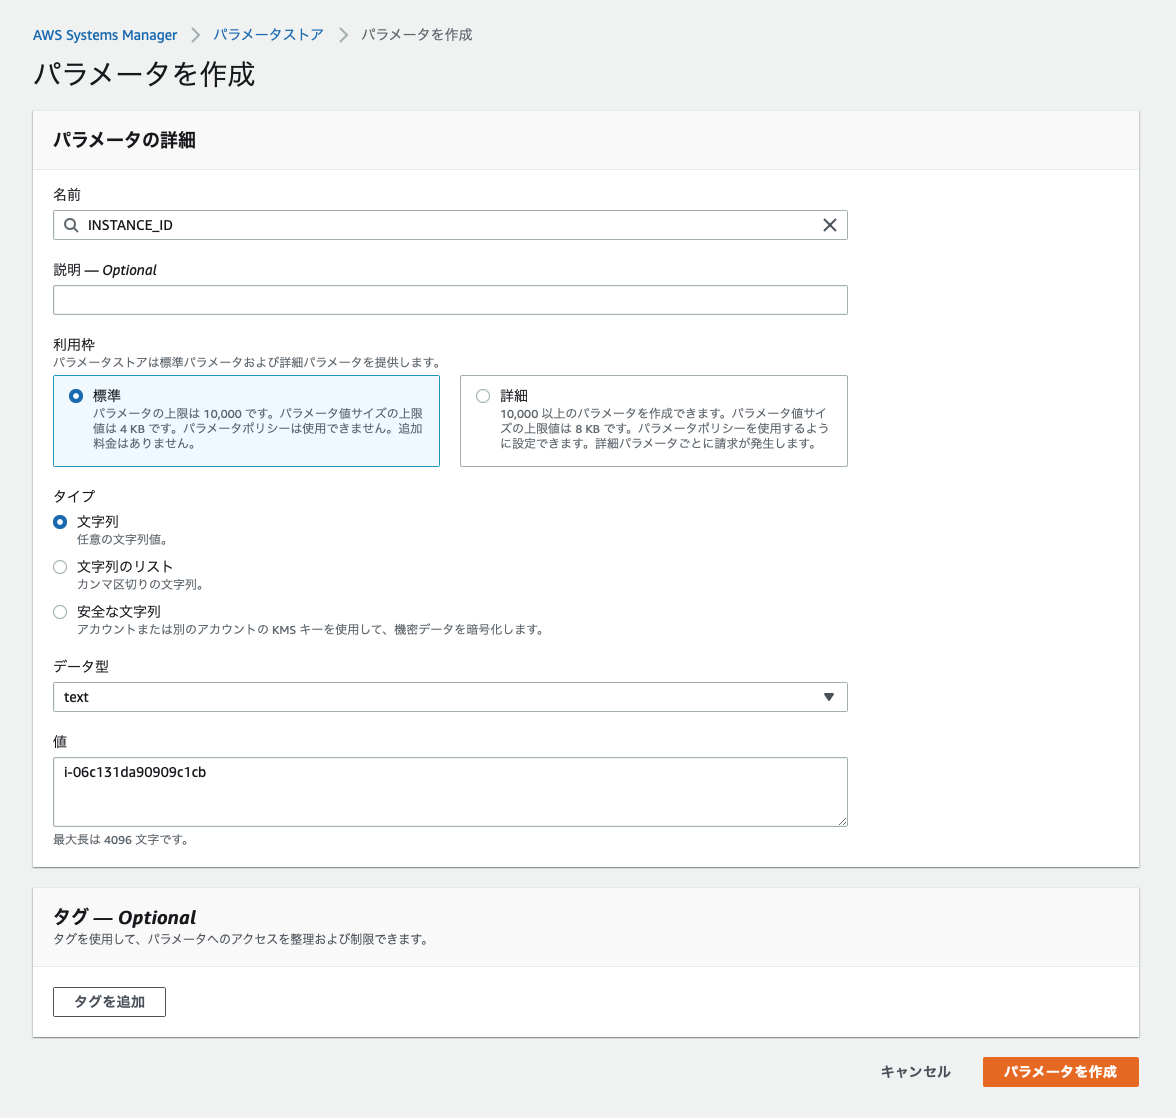 AWS Systems Manager > パラメータストア > パラメータを作成
パラメータを作成
パラメータの詳細
名前
INSTANCE_ID
説明 — Optional
利用枠
パラメータストアは標準パラメータおよび詳細パラメータを提供します。
標準
パラメータの上限は 10,000 です。パラメータ値サイズの上限
値は 4 KB です。パラメータポリシーは使用できません。追加
料金はありません。
詳細
10,000 以上のパラメータを作成できます。パラメータ値サイ
ズの上限値は 8 KB です。パラメータポリシーを使用するよう
に設定できます。詳細パラメータごとに請求が発生します。
タイプ
文字列
任意の文字列値。
文字列のリスト
カンマ区切りの文字列。
安全な文字列
アカウントまたは別のアカウントの KMS キーを使用して、機密データを暗号化します。
データ型
text
値
i-06c131da90909c1cb
最大長は 4096 文字です。
タグ — Optional
タグを使用して、パラメータへのアクセスを整理および制限できます。
タグを追加
キャンセル
パラメータを作成